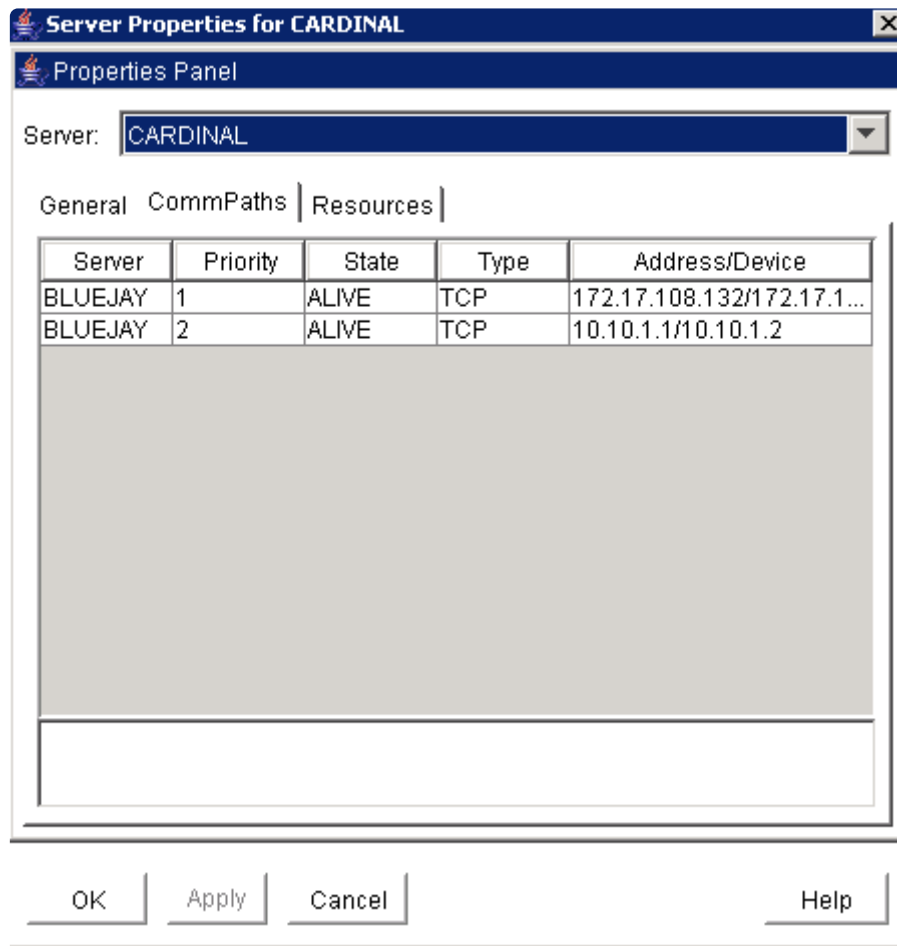 Server Properties for CARDINAL
Properties Panel
Server: CARDINAL
General CommPaths Resources
Server Priority State Type Address/Device
BLUEJAY 1 ALIVE TCP 172.17.108.132/172.17.1...
BLUEJAY 2 ALIVE TCP 10.10.1.1/10.10.1.2
OK Apply Cancel Help